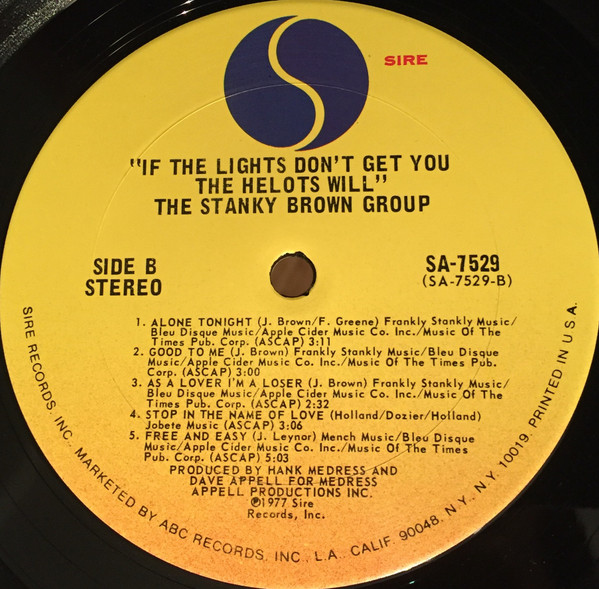 SIRE
"IF THE LIGHTS DON'T GET YOU
THE HELOTS WILL"
THE STANKY BROWN GROUP
SIDE B
STEREO
SA-7529
(SA-7529-B)
1. ALONE TONIGHT (J. Brown/F. Greene) Frankly Stankly Music/
Bleu Disque Music/Apple Cider Music Co. Inc./Music Of The
Times Pub. Corp. (ASCAP) 3:11
2. GOOD TO ME (J. Brown) Frankly Stankly Music/Bleu Disque
Music/Apple Cider Music Co. Inc./Music Of The Times Pub.
Corp. (ASCAP) 3:00
3. AS A LOVER I'M A LOSER (J. Brown) Frankly Stankly Music/
Bleu Disque Music/Apple Cider Music Co. Inc./Music Of The
Times Pub. Corp. (ASCAP) 2:32
4. STOP IN THE NAME OF LOVE (Holland/Dozier/Holland)
Jobete Music (ASCAP) 3:06
5. FREE AND EASY (J. Leynor) Mench Music/Bleu Disque
Music/Apple Cider Music Co. Inc./Music Of The Times
Pub. Corp. (ASCAP) 5:03
PRODUCED BY HANK MEDRESS AND
DAVE APPELL FOR MEDRESS
APPELL PRODUCTIONS INC.
℗1977 Sire
Records, Inc.
SIRE RECORDS, INC. MARKETED BY ABC RECORDS, INC., L.A., CALIF. 90048, N.Y., N.Y. 10019. PRINTED IN U.S.A.